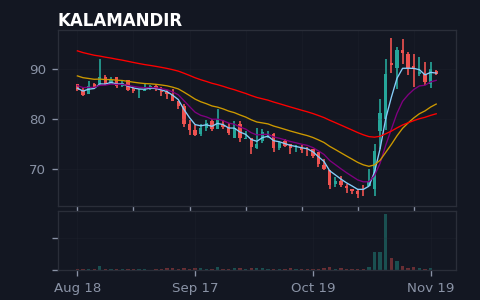 KALAMANDIR
90
80
70
Aug 18
Sep 17
Oct 19
Nov 19